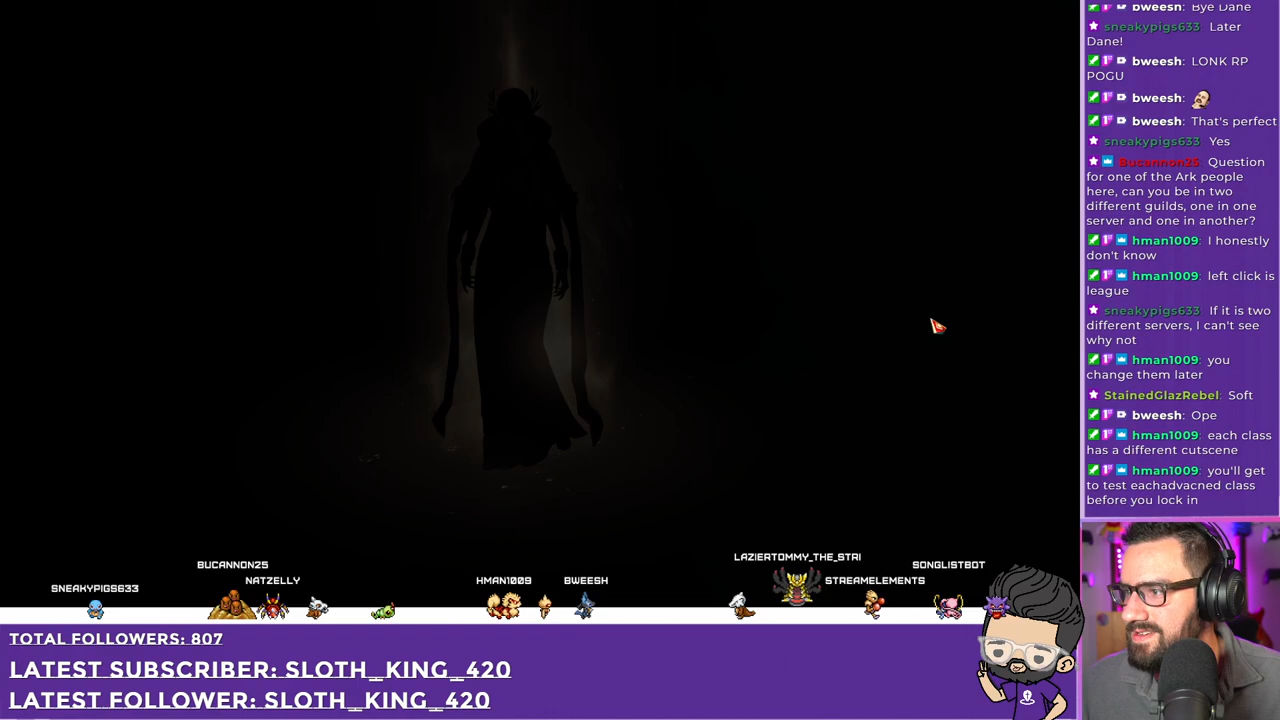 bweesh: Bye Dane
sneakypigs633: Later
Dane!
bweesh: LONK RP
POGU
bweesh:
bweesh: That's perfect
sneakypigs633: Yes
Bucannon25: Question
for one of the Ark people
here, can you be in two
different guilds, one in one
server and one in another?
hman1009: I honestly
don't know
hman1009: left click is
league
sneakypigs633: If it is two
different servers, I can't see
why not
hman1009: you
change them later
StainedGlazRebel: Soft
bweesh: Ope
hman1009: each class
has a different cutscene
hman1009: you'll get
to test eachadvacned class
before you lock in
LAZIERTOMMY_THE_STRI
BUCANNON25
SONGLISTBOT
NATZELLY
HMAN1009
BWEESH
STREAMELEMENTS
SNEAKYPIGS633
TOTAL FOLLOWERS: 807
LATEST SUBSCRIBER: SLOTH_KING_420
LATEST FOLLOWER: SLOTH_KING_420